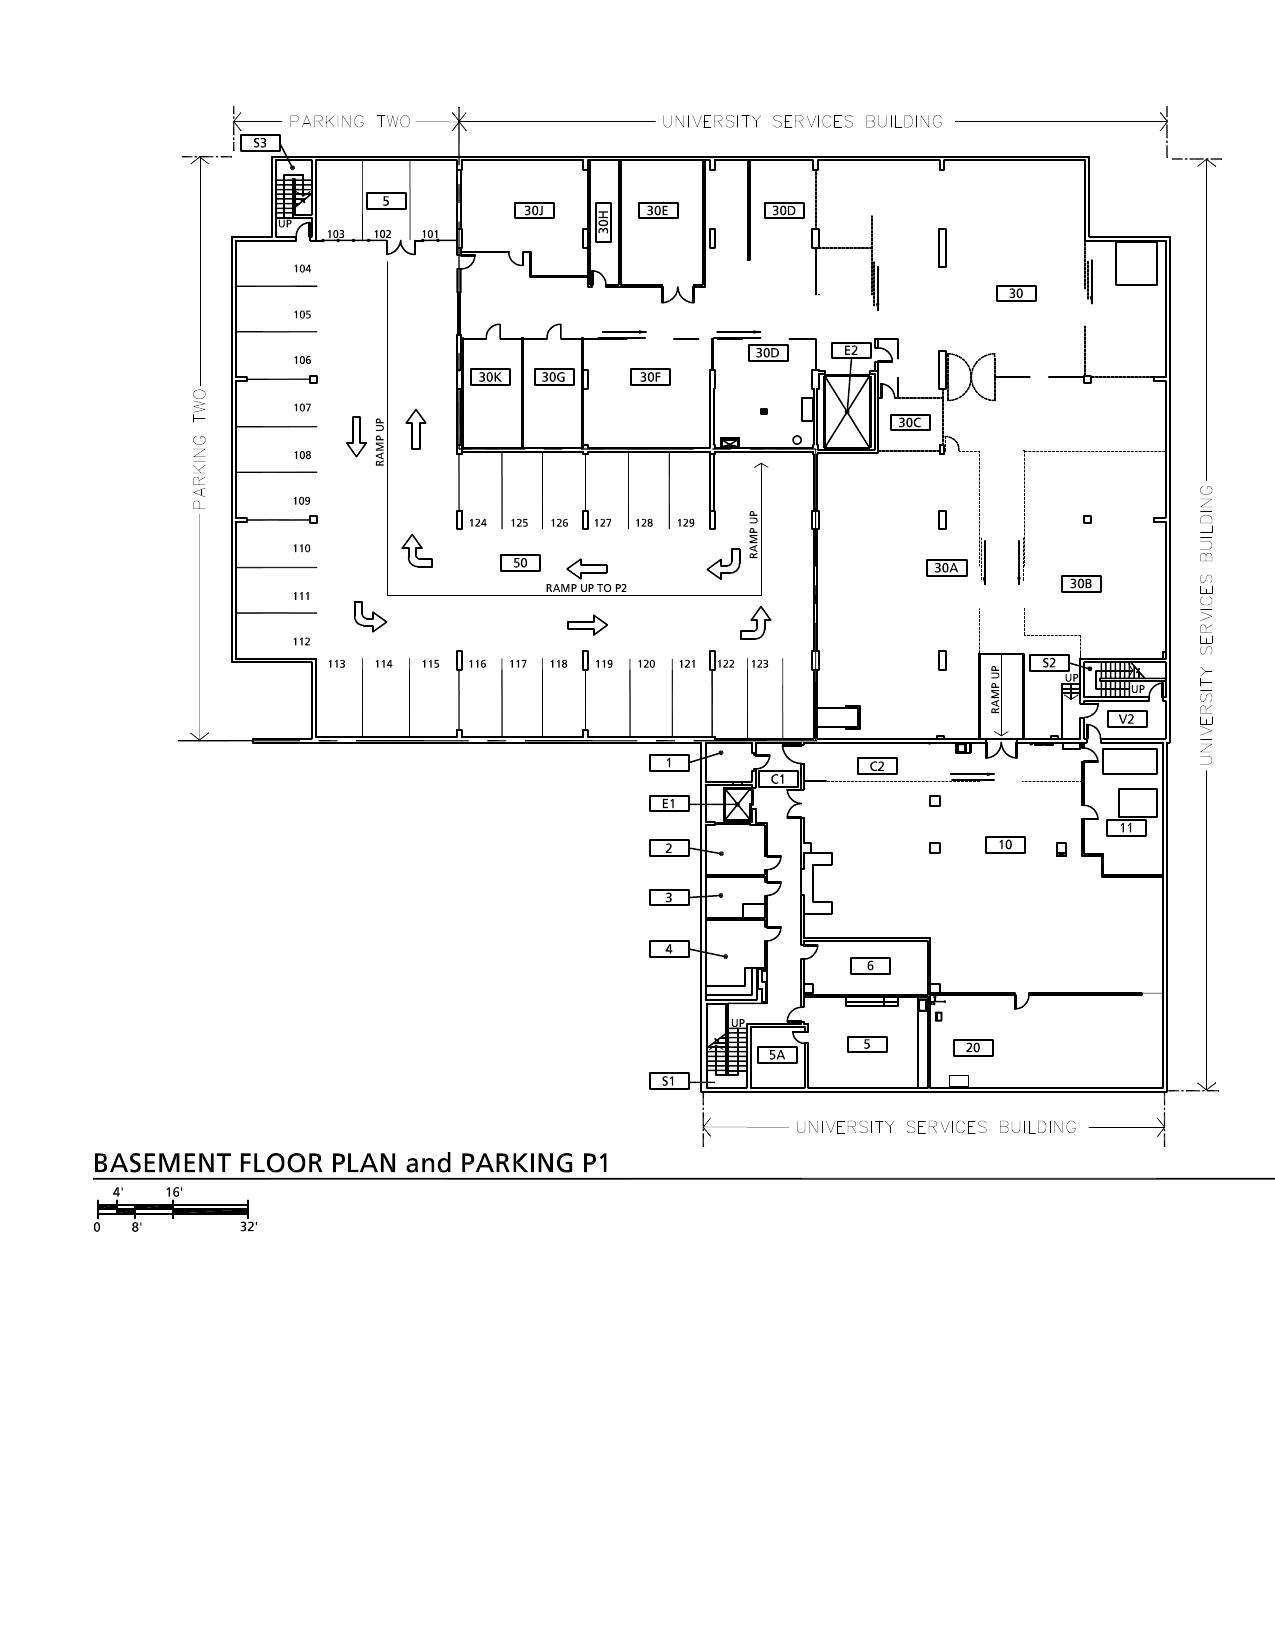 PARKING TWO
UNIVERSITY SERVICES BUILDING
S3
5
30J
30H
30E
30D
UP
103
102
101
104
30
105
E2
30D
106
30K
30G
30F
PARKING TWO
107
30C
RAMP UP
108
109
124
125
126
127
128
129
RAMP UP
UNIVERSITY SERVICES BUILDING
110
50
30A
RAMP UP TO P2
30B
111
112
113
114
115
116
117
118
119
120
121
122
123
S2
UP
UP
RAMP UP
V2
1
C1
C2
E1
11
2
10
3
4
6
UP
5A
5
20
S1
UNIVERSITY SERVICES BUILDING
BASEMENT FLOOR PLAN and PARKING P1
4'
16'
0
8'
32'